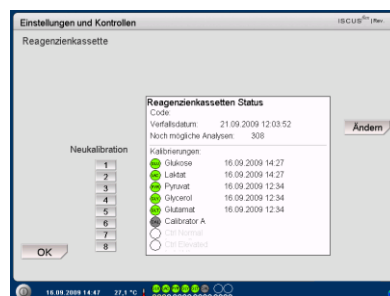 Einstellungen und Kontrollen
ISCUS
Reagenzienkassette
Reagenzienkassetten Status
Code:
Verfallsdatum: 21.09.2009 12:03:52
Noch mögliche Analysen: 308
Ändern
Neukalibration
Kalibrierungen:
1
2
3
4
5
6
7
8
Glukose 16.09.2009 14:27
Laktat 16.09.2009 14:27
Pyruvat 16.09.2009 12:34
Glycerol 16.09.2009 12:34
Glutamat 16.09.2009 12:34
Calibrator A
Ctrl Normal
Ctrl Elevated
OK
16.09.2009 14:47 27,1 °C !